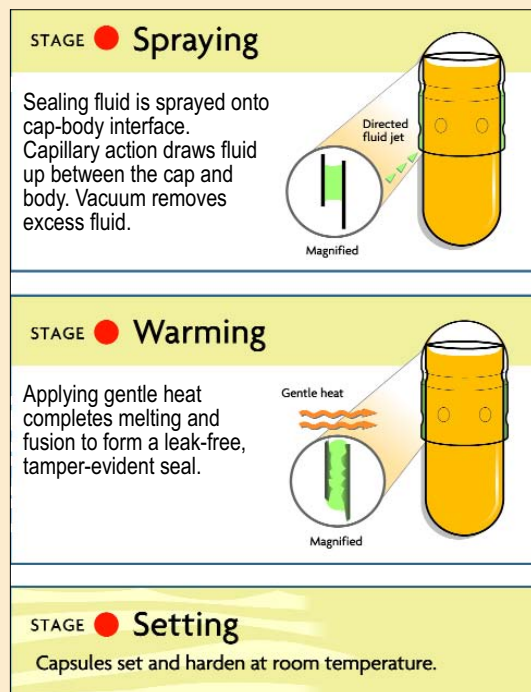 STAGE Spraying
Sealing fluid is sprayed onto
cap-body interface.
Capillary action draws fluid
up between the cap and
body. Vacuum removes
excess fluid.
Directed
fluid jet
Magnified
STAGE Warming
Applying gentle heat
completes melting and
fusion to form a leak-free,
tamper-evident seal.
Gentle heat
Magnified
STAGE Setting
Capsules set and harden at room temperature.